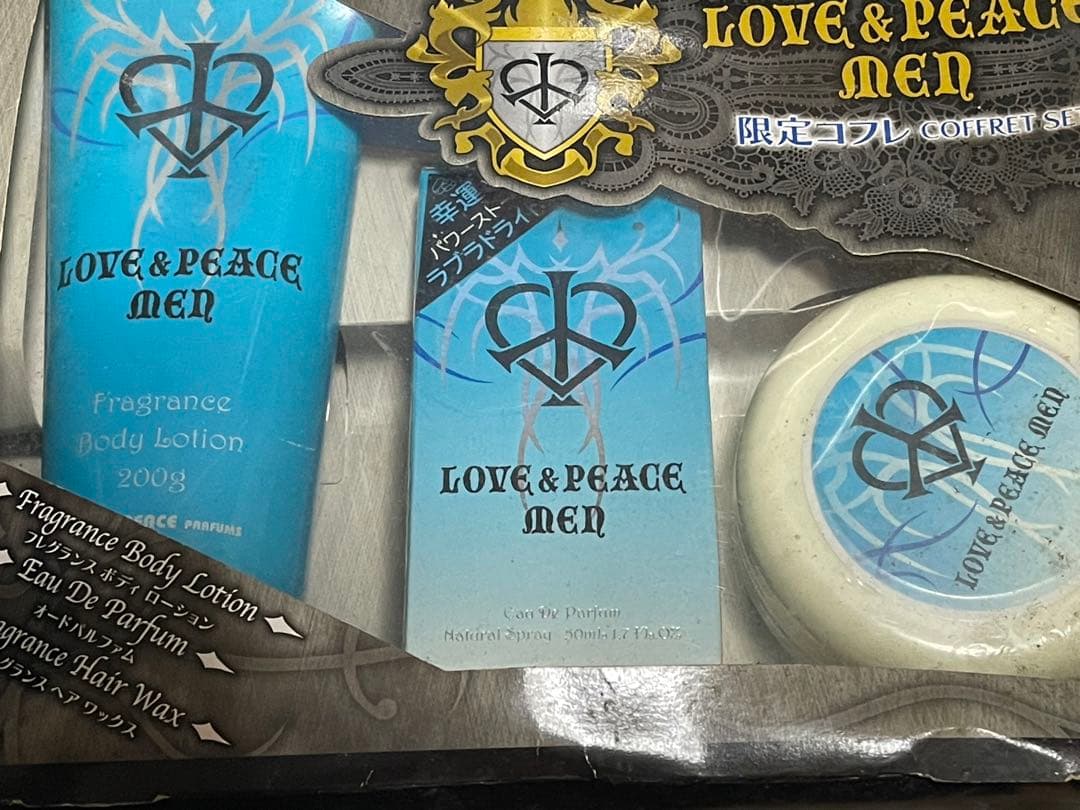 LOVE & PEACE
MEN
限定コフレ COFFRET SET
LOVE & PEACE
MEN
Fragrance
Body Lotion
200g
PEACE PARFUMS
幸運
パワースト
ラブラドライト
LOVE & PEACE
MEN
Eau De Parfum
Natural Spray 50ml・1.7 Fl.OZ.
LOVE & PEACE MEN
Fragrance Body Lotion
フレグランス ボディ ローション
Eau De Parfum
オードパルファム
agrance Hair Wax
グランス ヘア ワックス